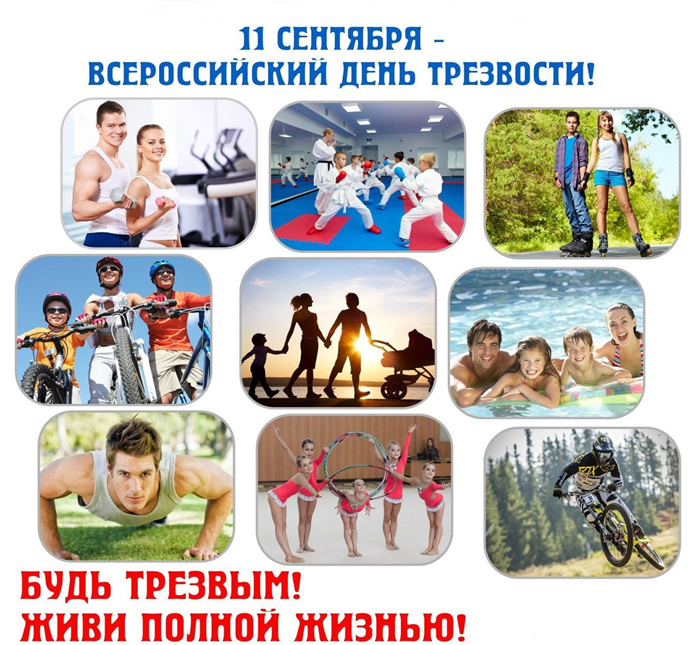 11 СЕНТЯБРЯ -
ВСЕРОССИЙСКИЙ ДЕНЬ ТРЕЗВОСТИ!
БУДЬ ТРЕЗВЫМ!
ЖИВИ ПОЛНОЙ ЖИЗНЬЮ!